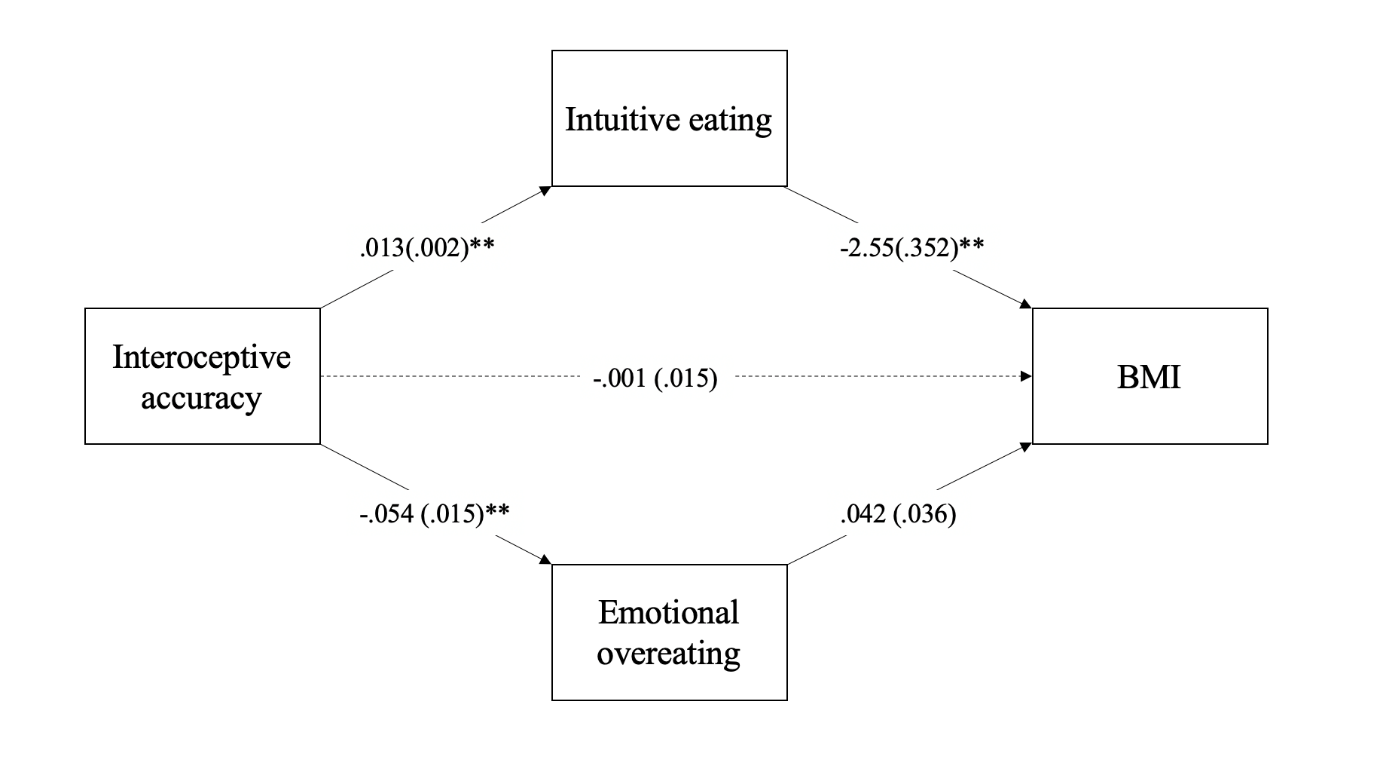 Intuitive eating
.013(.002)**
-2.55(.352)**
Interoceptive
accuracy
-.001 (.015)
BMI
-.054 (.015)**
.042 (.036)
Emotional
overeating